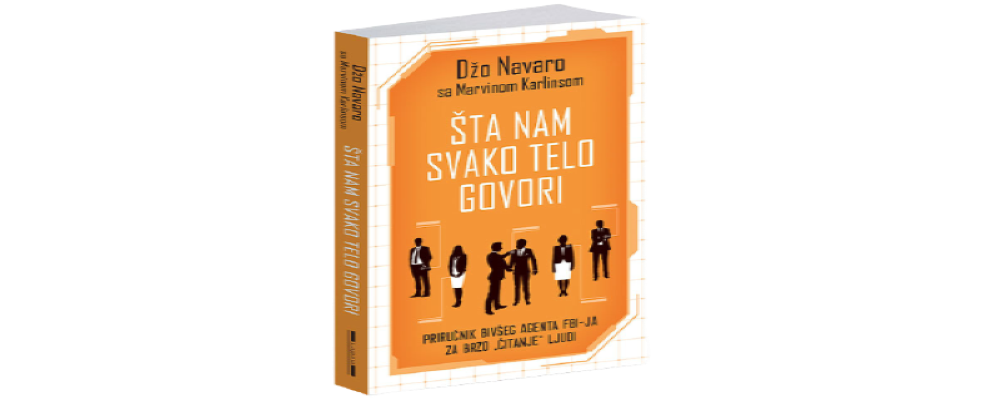 Džo Navaro
sa Marvinom Karlinsom
ŠTA NAM
SVAKO TELO
GOVORI
PRIRUČNIK BIVŠEG AGENTA FBI-JA
ZA BRZO „ČITANJE“ LJUDI
Džo Navaro
sa Marvinom Karlinsom
ŠTA NAM SVAKO TELO GOVORI